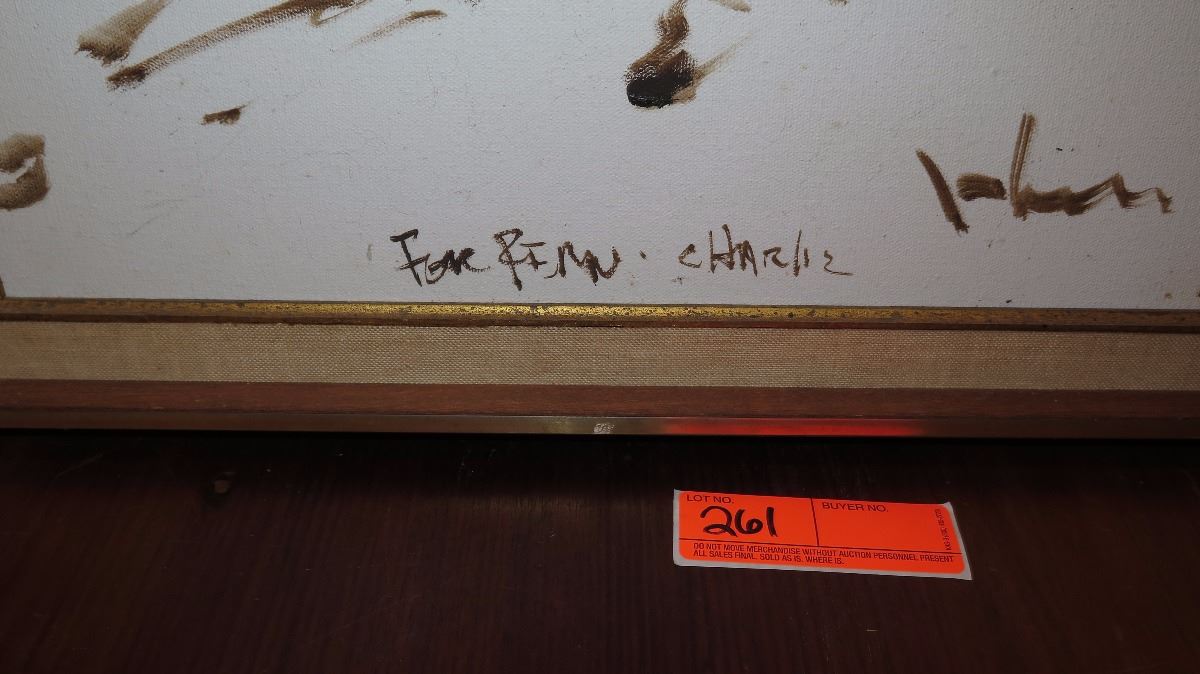 John
FOR PENN. CHARlie
LOT NO.
261
BUYER NO.
DO NOT MOVE MERCHANDISE WITHOUT AUCTION PERSONNEL PRESENT
ALL SALES FINAL. SOLD AS IS. WHERE IS.